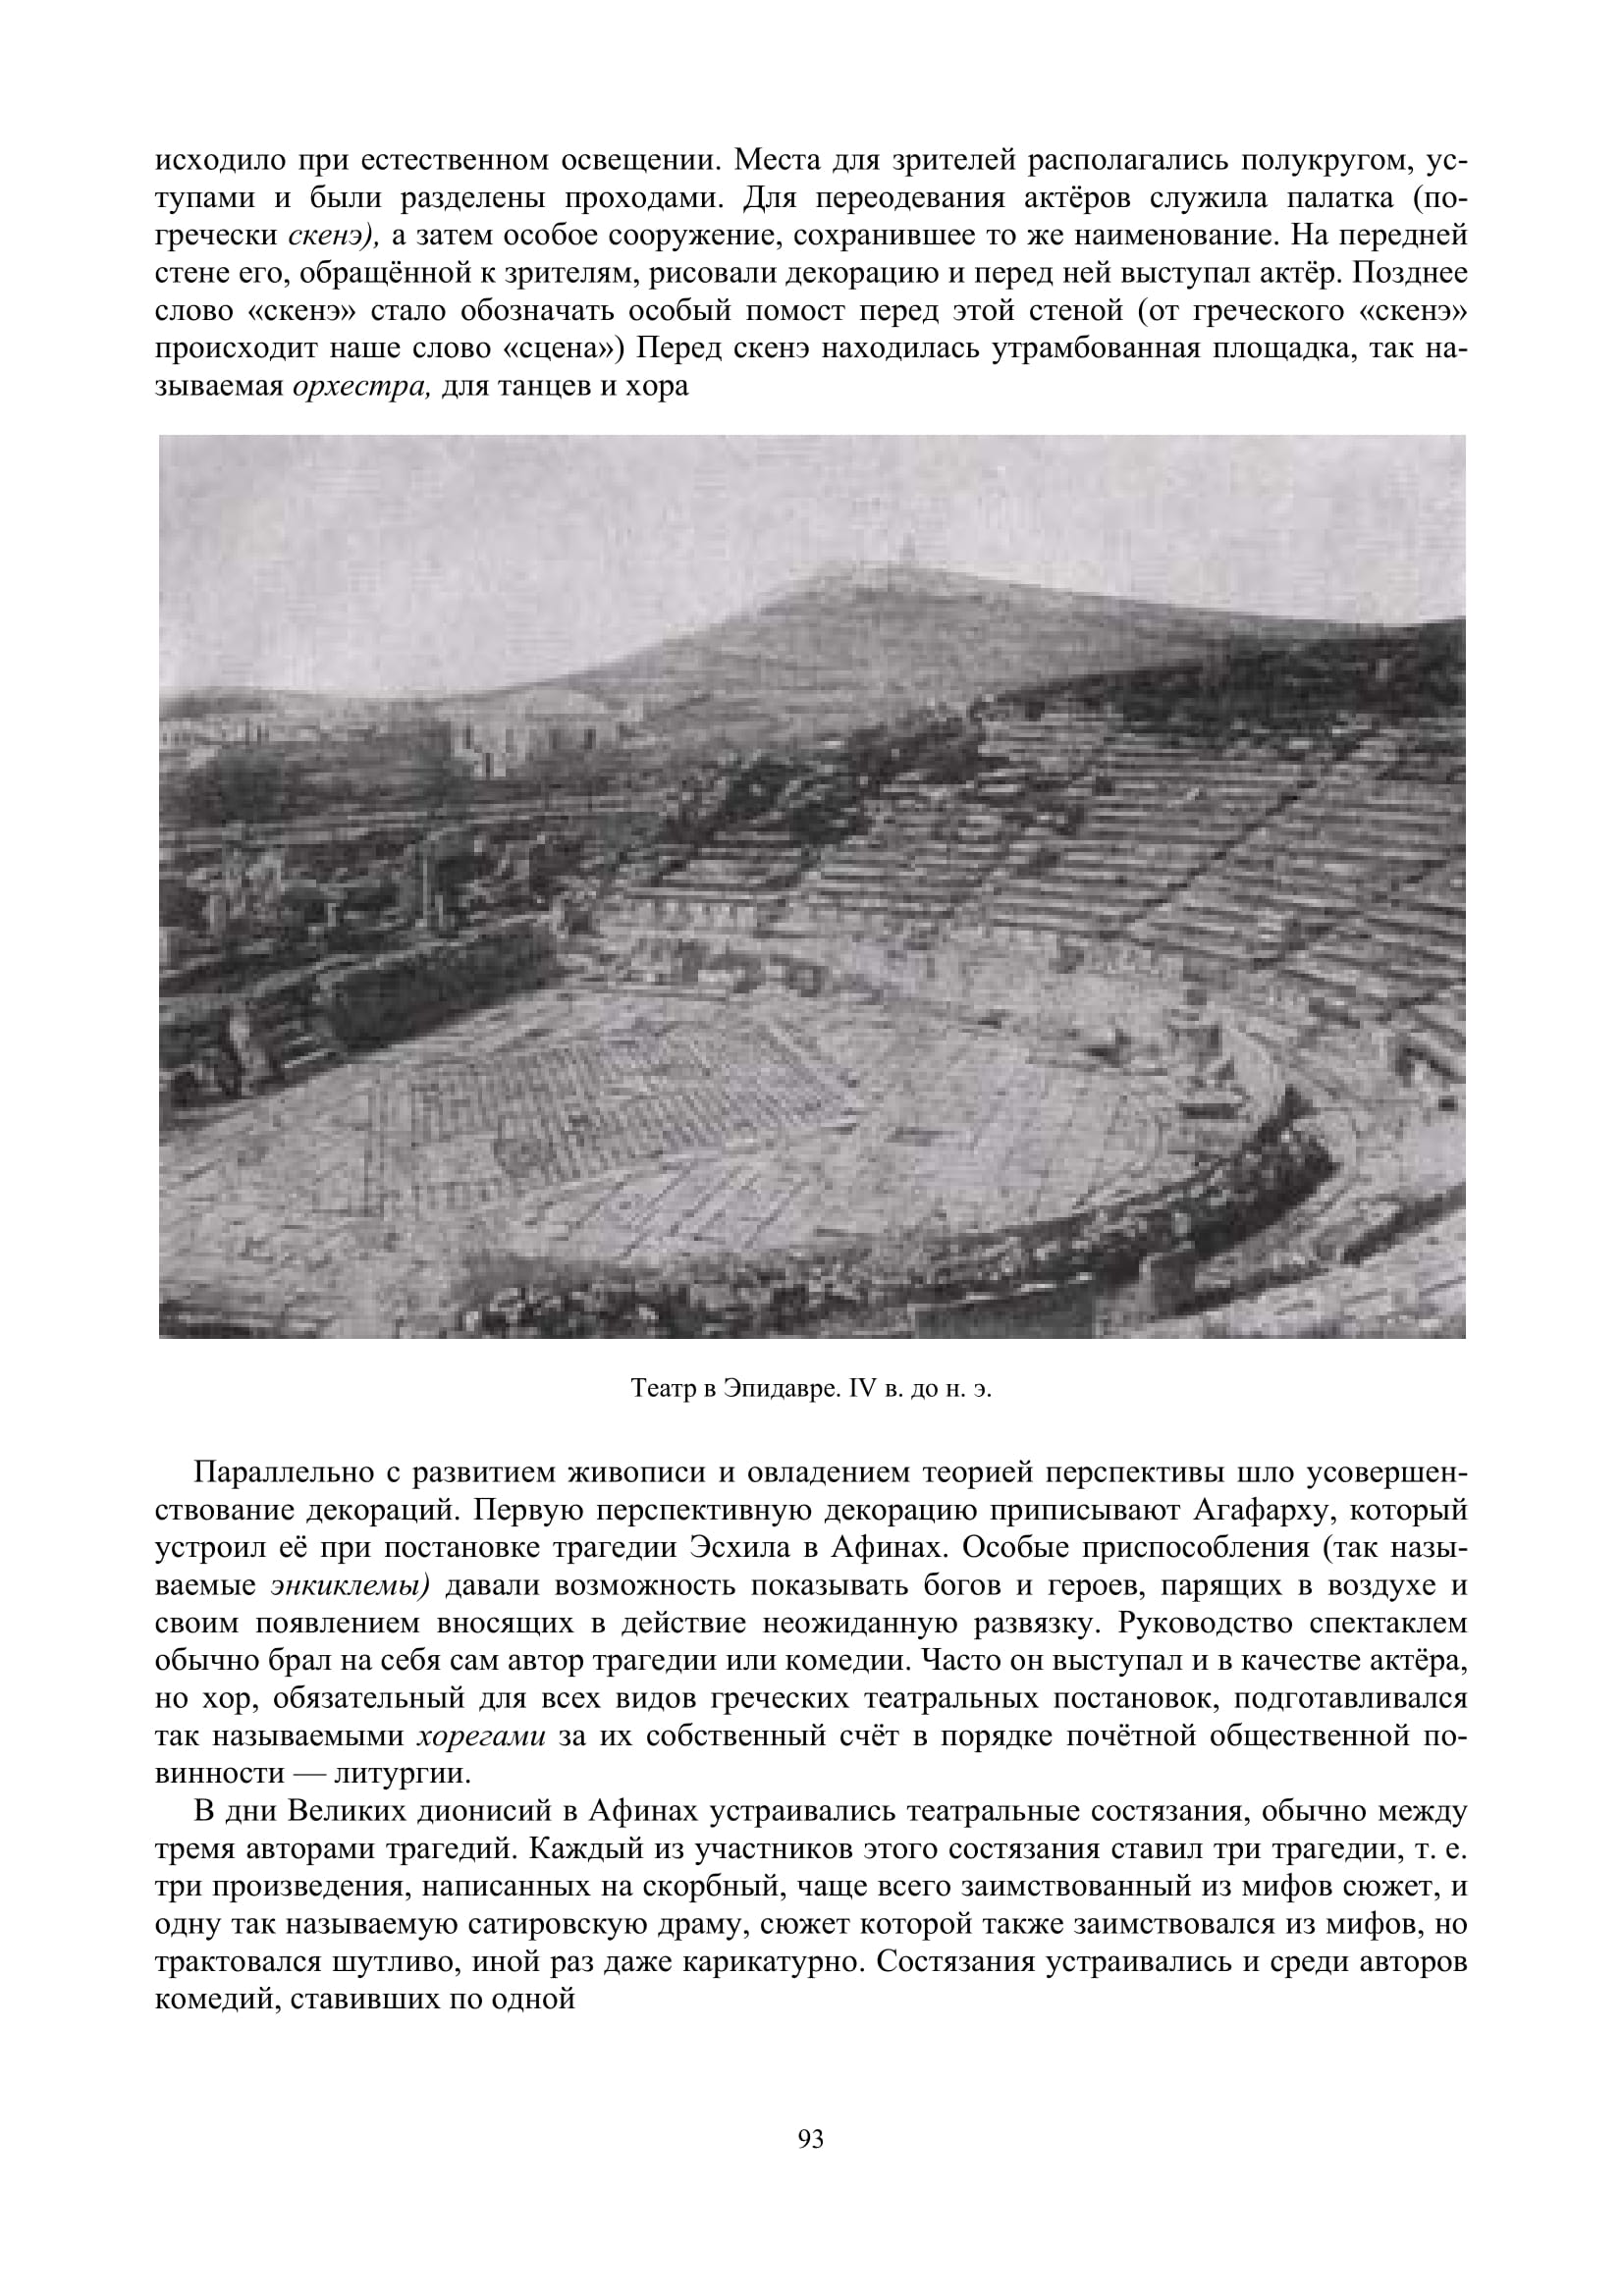 исходило при естественном освещении. Места для зрителей располагались полукругом, ус-
тупами и были разделены проходами. Для переодевания актёров служила палатка (по-
гречески скенэ), а затем особое сооружение, сохранившее то же наименование. На передней
стене его, обращённой к зрителям, рисовали декорацию и перед ней выступал актёр. Позднее
слово «скенэ» стало обозначать особый помост перед этой стеной (от греческого «скенэ»
происходит наше слово «сцена») Перед скенэ находилась утрамбованная площадка, так на-
зываемая орхестра, для танцев и хора
Театр в Эпидавре. IV в. до н. э.
Параллельно с развитием живописи и овладением теорией перспективы шло усовершен-
ствование декораций. Первую перспективную декорацию приписывают Агафарху, который
устроил её при постановке трагедии Эсхила в Афинах. Особые приспособления (так назы-
ваемые энкиклемы) давали возможность показывать богов и героев, парящих в воздухе и
своим появлением вносящих в действие неожиданную развязку. Руководство спектаклем
обычно брал на себя сам автор трагедии или комедии. Часто он выступал и в качестве актёра,
но хор, обязательный для всех видов греческих театральных постановок, подготавливался
так называемыми хорегами за их собственный счёт в порядке почётной общественной по-
винности — литургии.
В дни Великих дионисий в Афинах устраивались театральные состязания, обычно между
тремя авторами трагедий. Каждый из участников этого состязания ставил три трагедии, т. е.
три произведения, написанных на скорбный, чаще всего заимствованный из мифов сюжет, и
одну так называемую сатировскую драму, сюжет которой также заимствовался из мифов, но
трактовался шутливо, иной раз даже карикатурно. Состязания устраивались и среди авторов
комедий, ставивших по одной
93